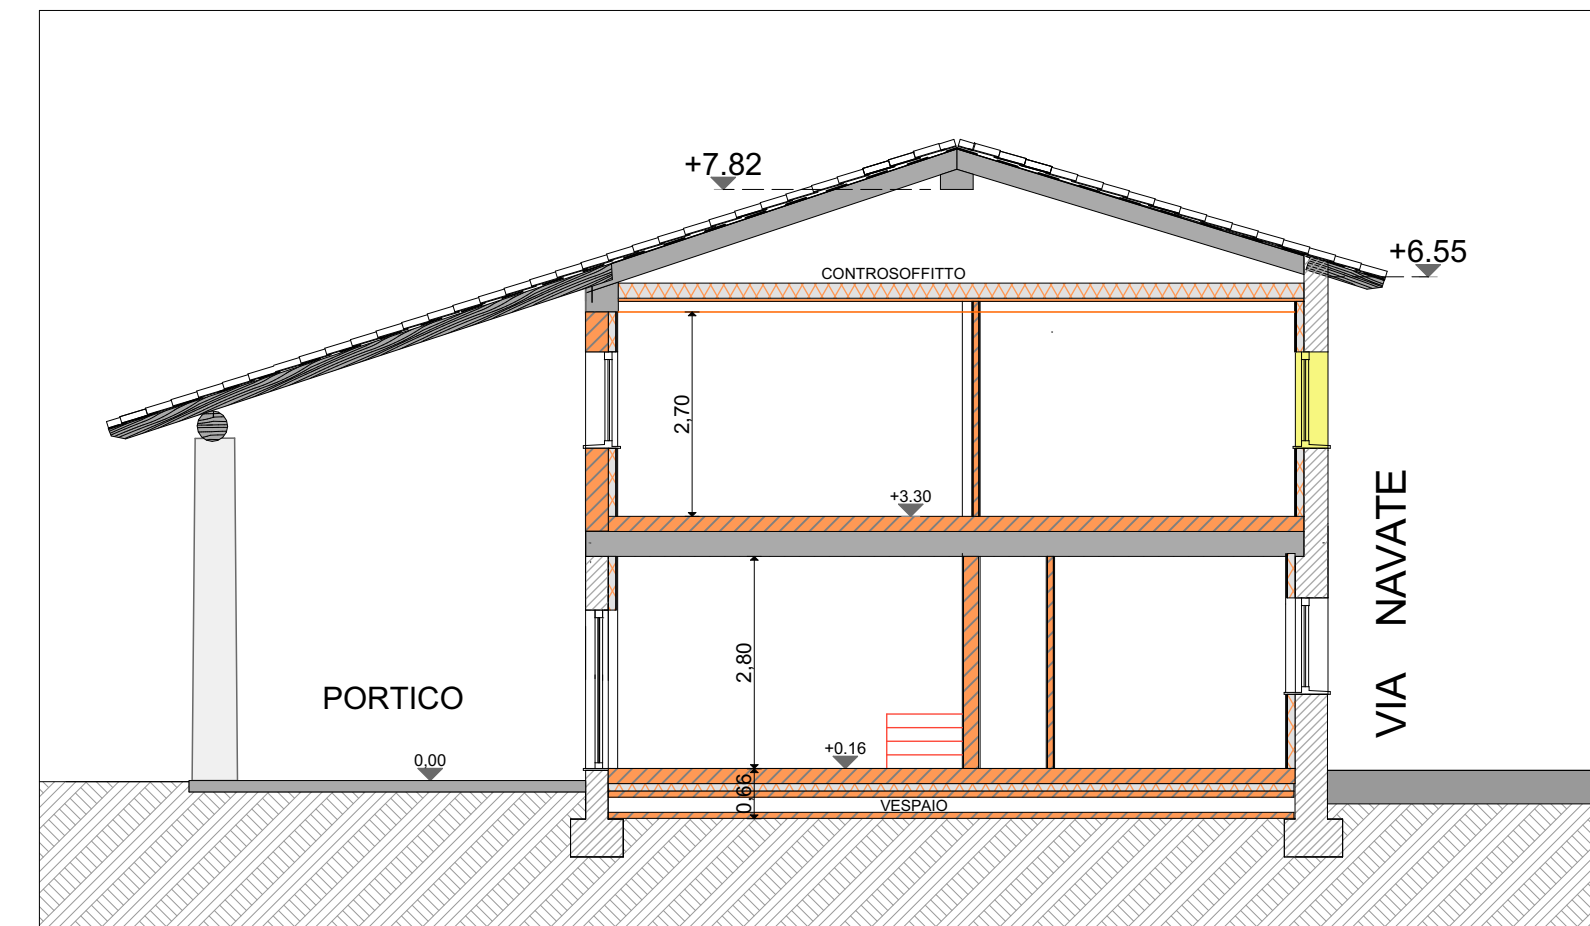 +7.82
+6.55
CONTROSOFFITTO
2,70
+3.30
VIA NAVATE
2,80
PORTICO
+0.16
0,00
0,66
VESPAIO